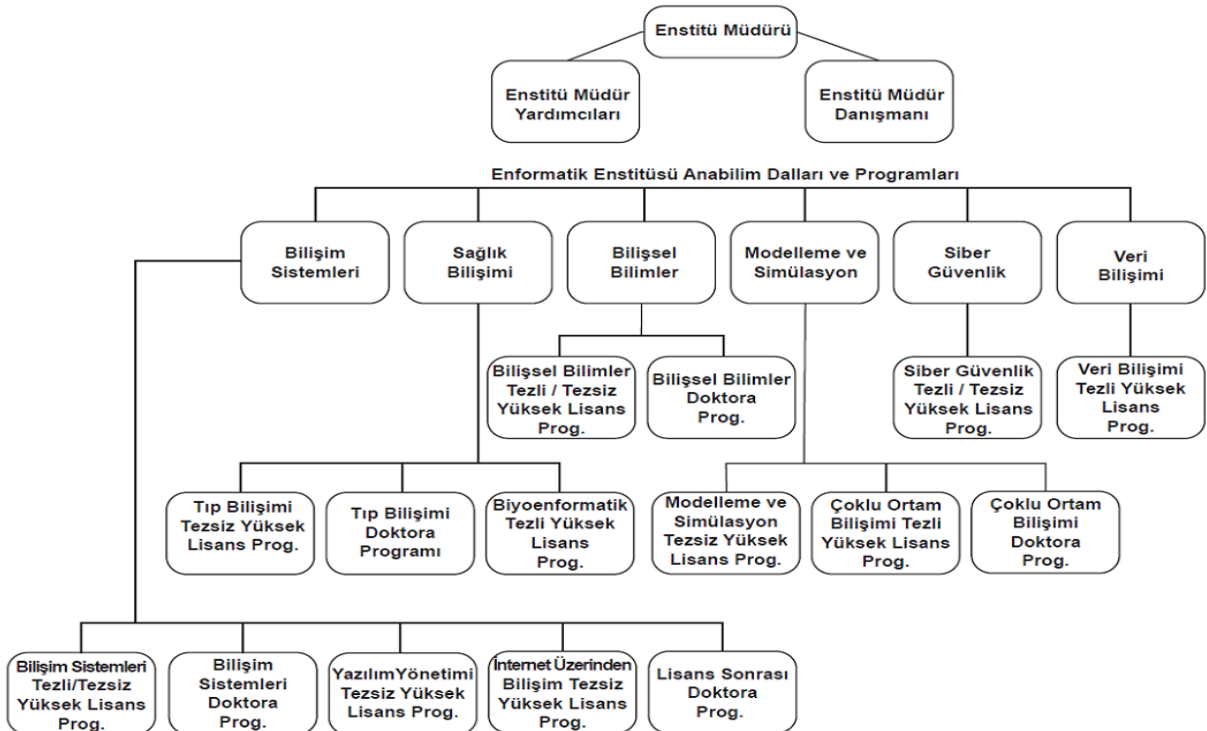 Enstitü Müdürü
Enstitü Müdür
Yardımcıları
Enstitü Müdür
Danışmanı
Enformatik Enstitüsü Anabilim Dalları ve Programları
Bilişim
Sistemleri
Sağlık
Bilişimi
Bilişsel
Bilimler
Modelleme ve
Simülasyon
Siber
Güvenlik
Veri
Bilişimi
Bilişsel Bilimler
Tezli / Tezsiz
Yüksek Lisans
Prog.
Bilişsel Bilimler
Doktora
Prog.
Siber Güvenlik
Tezli / Tezsiz
Yüksek Lisans
Prog.
Veri Bilişimi
Tezli Yüksek
Lisans
Prog.
Tıp Bilişimi
Tezsiz Yüksek
Lisans Prog.
Tıp Bilişimi
Doktora
Programı
Biyoenformatik
Tezli Yüksek
Lisans
Prog.
Modelleme ve
Simülasyon
Tezsiz Yüksek
Lisans Prog.
Çoklu Ortam
Bilişimi Tezli
Yüksek Lisans
Prog.
Çoklu Ortam
Bilişimi
Doktora
Prog.
Bilişim Sistemleri
Tezli/Tezsiz
Yüksek Lisans
Prog.
Bilişim
Sistemleri
Doktora
Prog.
YazılımYönetimi
Tezsiz Yüksek
Lisans Prog.
İnternet Üzerinden
Bilişim Tezsiz
Yüksek Lisans
Prog.
Lisans Sonrası
Doktora
Prog.